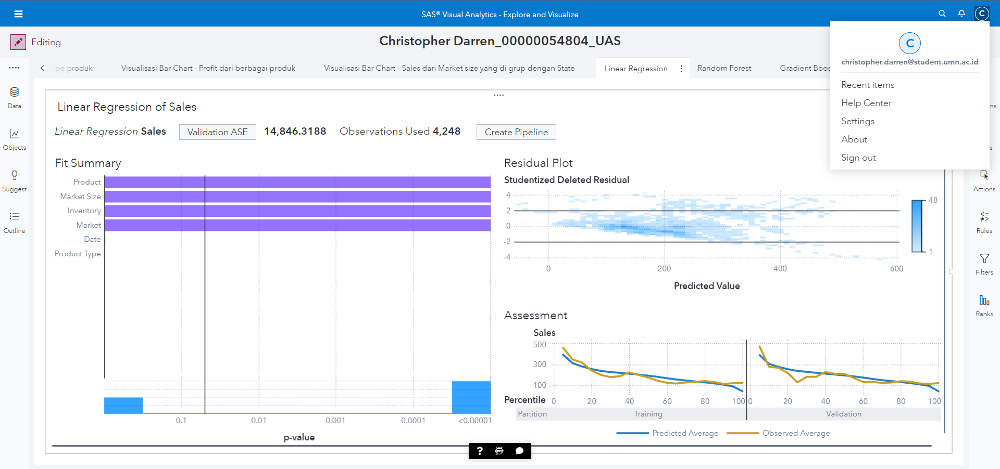 SAS® Visual Analytics - Explore and Visualize
C
Editing
Christopher Darren_00000054804_UAS
C
christopher.darren@student.umn.ac.id
Recent items
Help Center
Settings
About
Sign out
Tipe produk
Visualisasi Bar Chart - Profit dari berbagai produk
Visualisasi Bar Chart - Sales dari Market size yang di grup dengan State
Linear Regression
Random Forest
Gradient Boos
Data
Objects
Suggest
Outline
Linear Regression of Sales
Linear Regression Sales
Validation ASE
14,846.3188
Observations Used 4,248
Create Pipeline
Fit Summary
Product
Market Size
Inventory
Market
Date
Product Type
0.1
0.01
0.001
0.0001
<0.00001
p-value
Residual Plot
Studentized Deleted Residual
4
2
0
-2
-4
0
200
400
600
Predicted Value
48
1
Assessment
Sales
500
300
100
Percentile
0
20
40
60
80
100
0
20
40
60
80
100
Partition
Training
Validation
Predicted Average
Observed Average
ns
s
Actions
Rules
Filters
Ranks
?